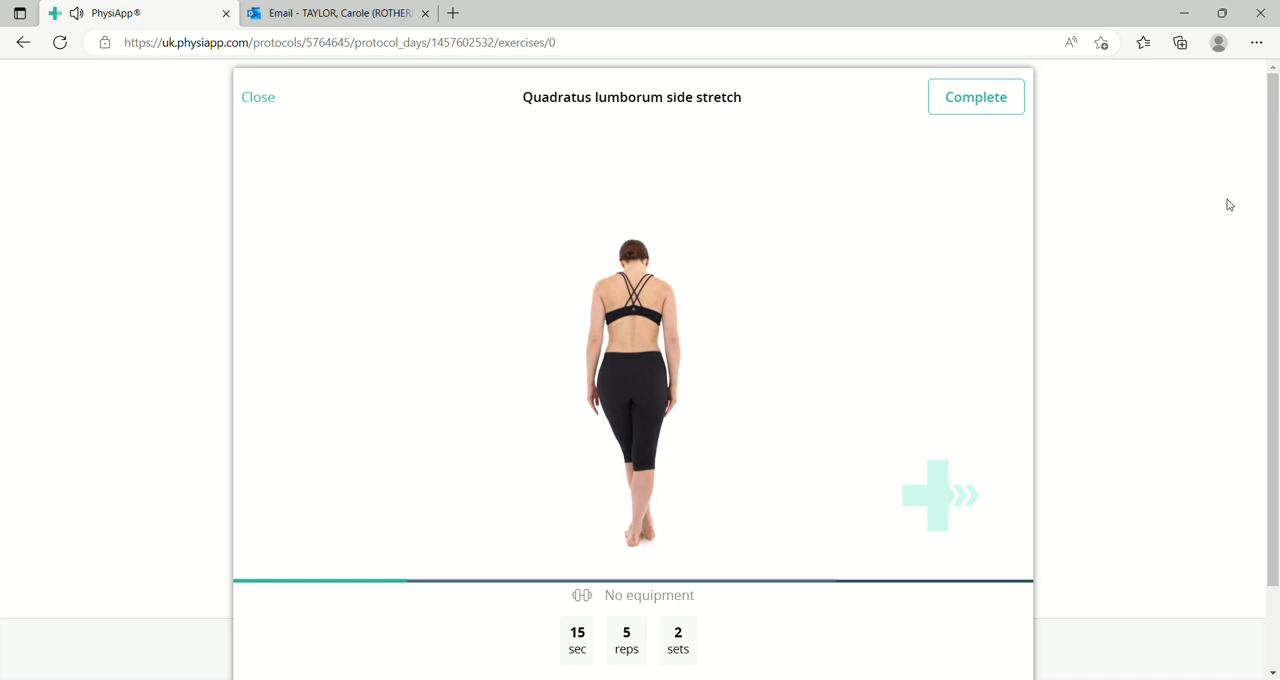 PhysiApp®
Email - TAYLOR, Carole (ROTHER
https://uk.physiapp.com/protocols/5764645/protocol_days/1457602532/exercises/0
Close
Quadratus lumborum side stretch
Complete
No equipment
15
sec
5
reps
2
sets